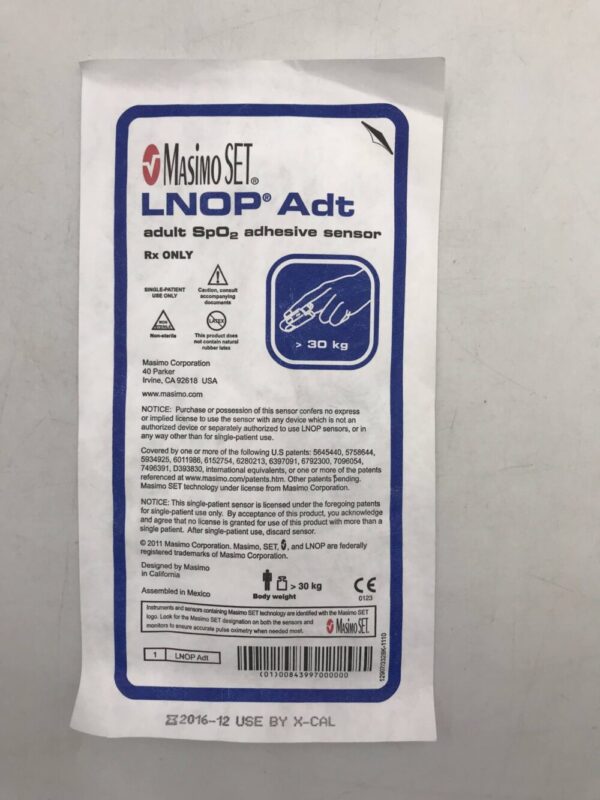 Masimo SET®
LNOP® Adt
adult SpO2 adhesive sensor
Rx ONLY
SINGLE-PATIENT
USE ONLY
Caution, consult
accompanying
documents
NON
STERILE
Non-sterile
LATEX
This product does
not contain natural
rubber latex
> 30 kg
Masimo Corporation
40 Parker
Irvine, CA 92618 USA
www.masimo.com
NOTICE: Purchase or possession of this sensor confers no express
or implied license to use the sensor with any device which is not an
authorized device or separately authorized to use LNOP sensors, or in
any way other than for single-patient use.
Covered by one or more of the following U.S patents: 5645440, 5758644,
5934925, 6011986, 6152754, 6280213, 6397091, 6792300, 7096054,
7496391, D393830, international equivalents, or one or more of the patents
referenced at www.masimo.com/patents.htm. Other patents pending.
Masimo SET technology under license from Masimo Corporation.
NOTICE: This single-patient sensor is licensed under the foregoing patents
for single-patient use only. By acceptance of this product, you acknowledge
and agree that no license is granted for use of this product with more than a
single patient. After single-patient use, discard sensor.
© 2011 Masimo Corporation. Masimo, SET, , and LNOP are federally
registered trademarks of Masimo Corporation.
Designed by Masimo
in California
Assembled in Mexico
> 30 kg
Body weight
CE
0123
Instruments and sensors containing Masimo SET technology are identified with the Masimo SET
logo. Look for the Masimo SET designation on both the sensors and
monitors to ensure accurate pulse oximetry when needed most.
Masimo SET.
1 LNOP Adt
(01)00843997000000
2016-12 USE BY X-CAL